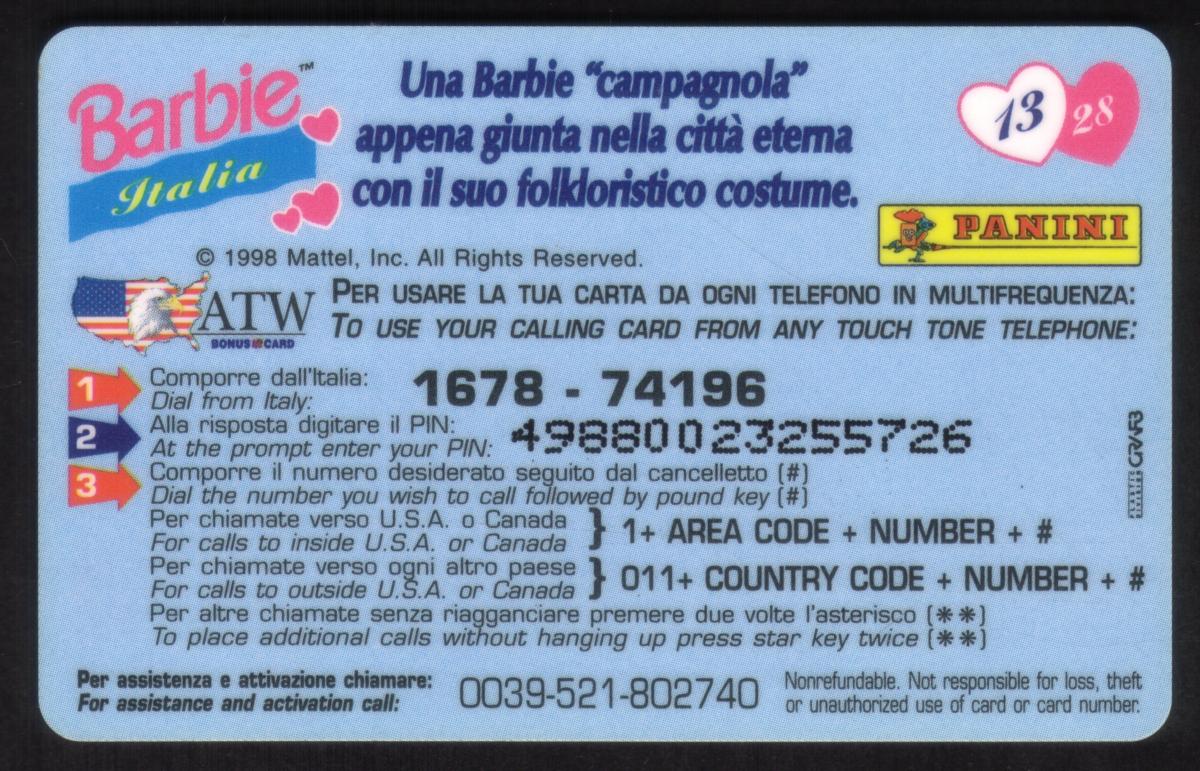 Barbie™
Italia
Una Barbie “campagnola”
appena giunta nella città eterna
con il suo folkloristico costume.
13 28
PANINI
© 1998 Mattel, Inc. All Rights Reserved.
ATW
BONUS CARD
PER USARE LA TUA CARTA DA OGNI TELEFONO IN MULTIFREQUENZA:
TO USE YOUR CALLING CARD FROM ANY TOUCH TONE TELEPHONE:
1 Comporre dall'Italia: 1678 - 74196
Dial from Italy:
2 Alla risposta digitare il PIN: 49880023255726
At the prompt enter your PIN:
3 Comporre il numero desiderato seguito dal cancelletto (#)
Dial the number you wish to call followed by pound key (#)
Per chiamate verso U.S.A. o Canada } 1+ AREA CODE + NUMBER + #
For calls to inside U.S.A. or Canada
Per chiamate verso ogni altro paese } 011+ COUNTRY CODE + NUMBER + #
For calls to outside U.S.A. or Canada
Per altre chiamate senza riagganciare premere due volte l'asterisco (**)
To place additional calls without hanging up press star key twice (**)
Per assistenza e attivazione chiamare: 0039-521-802740
For assistance and activation call:
Nonrefundable. Not responsible for loss, theft
or unauthorized use of card or card number.